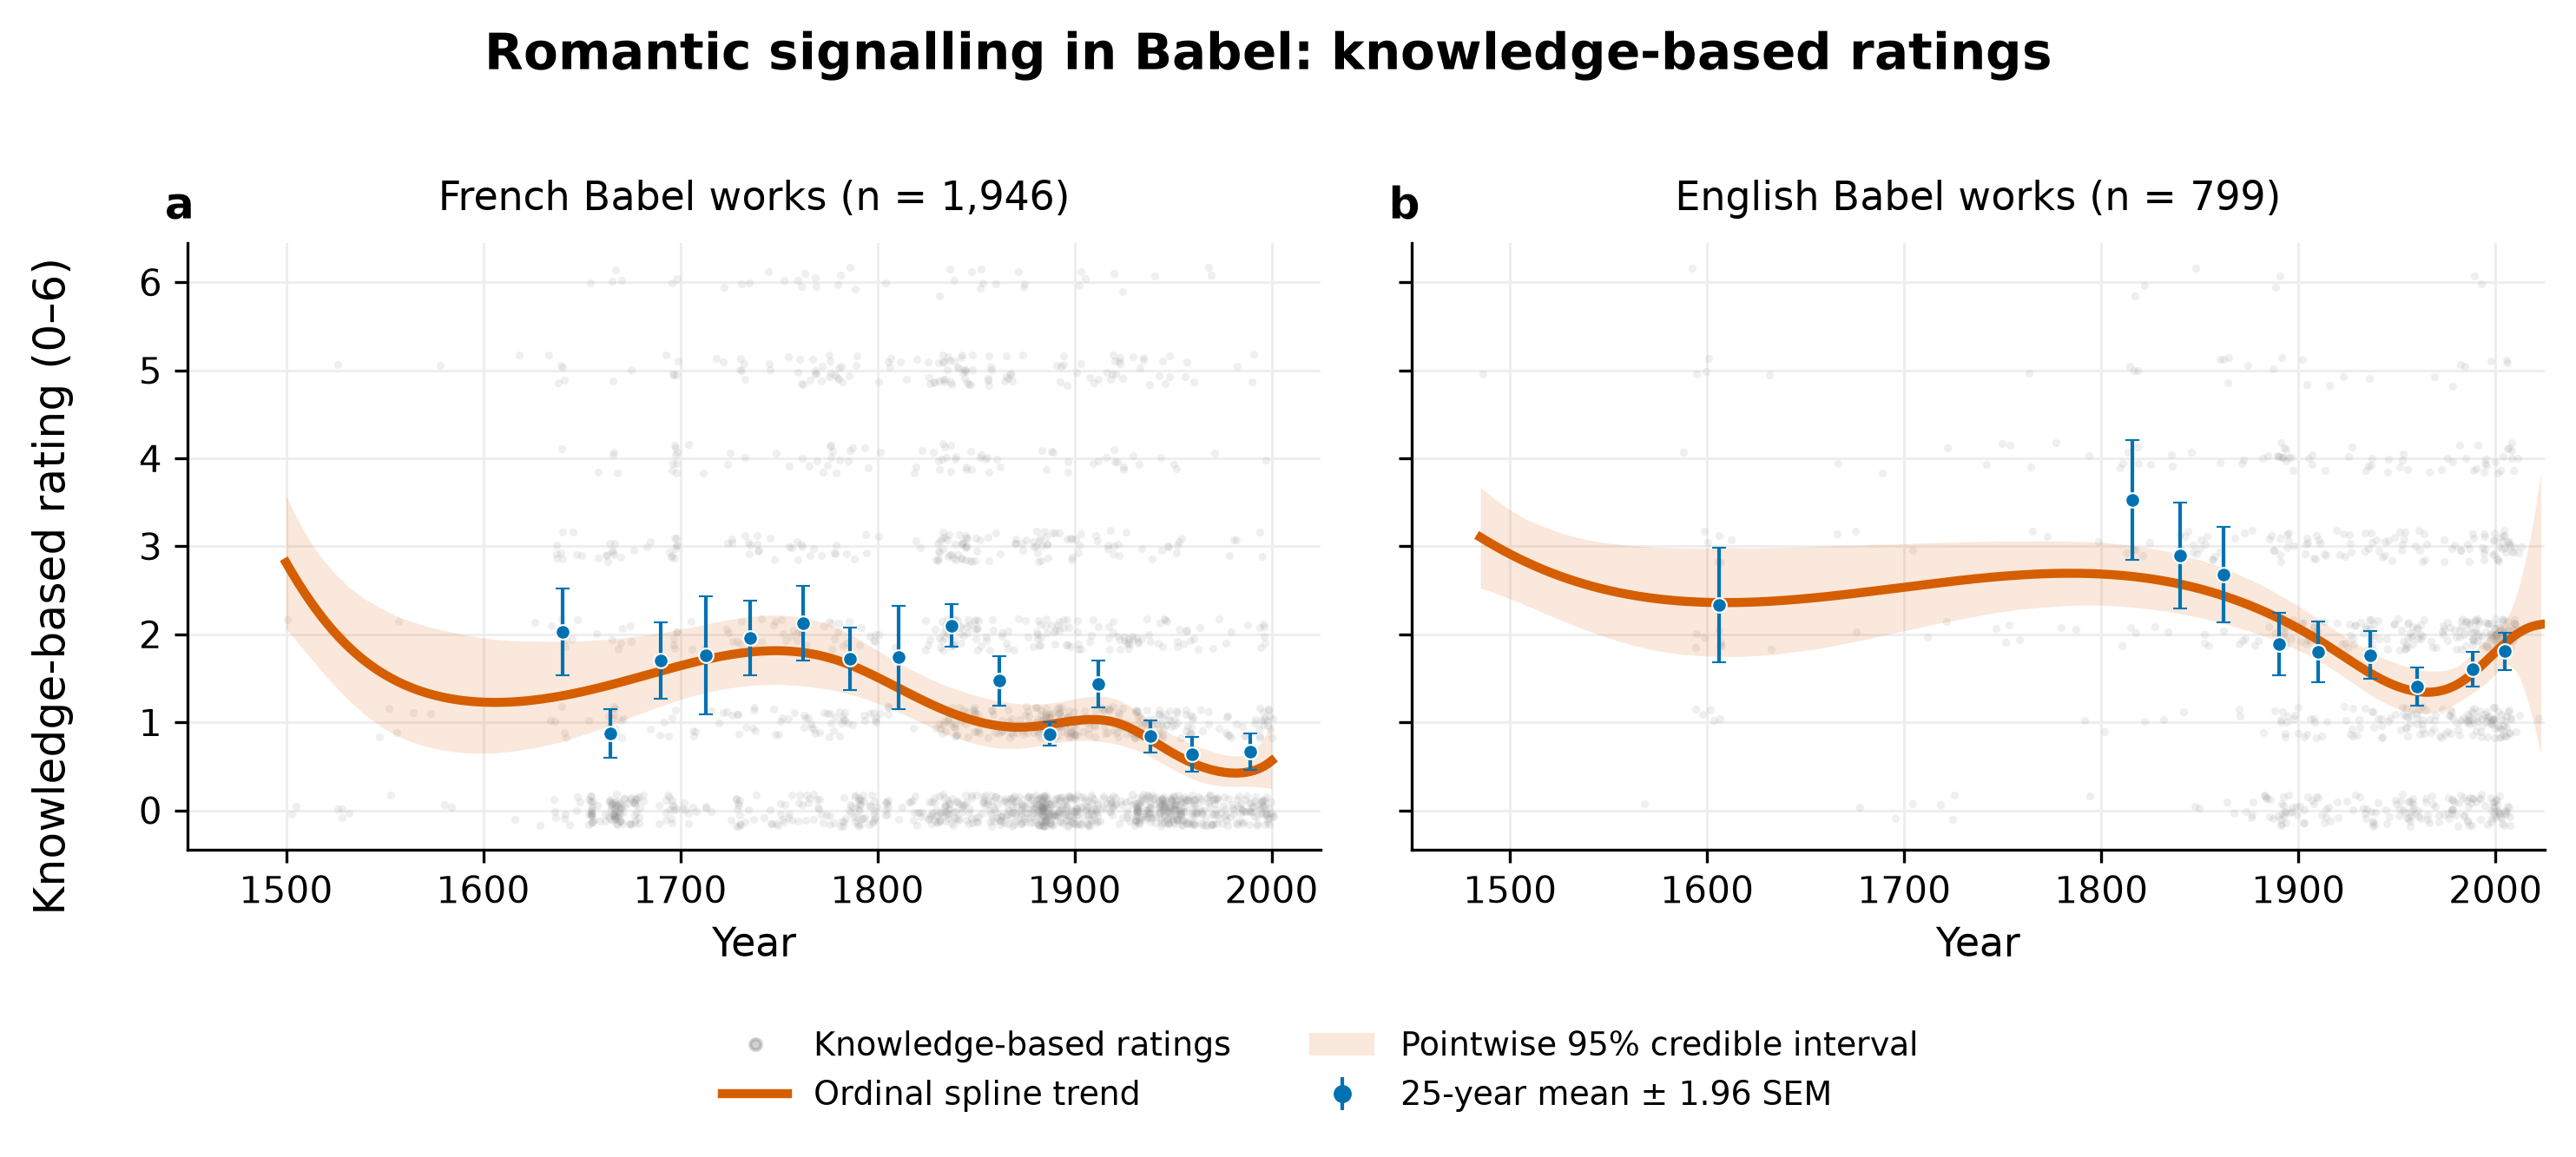 Romantic signalling in Babel: knowledge-based ratings
a
French Babel works (n = 1,946)
b
English Babel works (n = 799)
Knowledge-based rating (0–6)
6
5
4
3
2
1
0
1500 1600 1700 1800 1900 2000
1500 1600 1700 1800 1900 2000
Year
Year
Knowledge-based ratings
Ordinal spline trend
Pointwise 95% credible interval
25-year mean ± 1.96 SEM